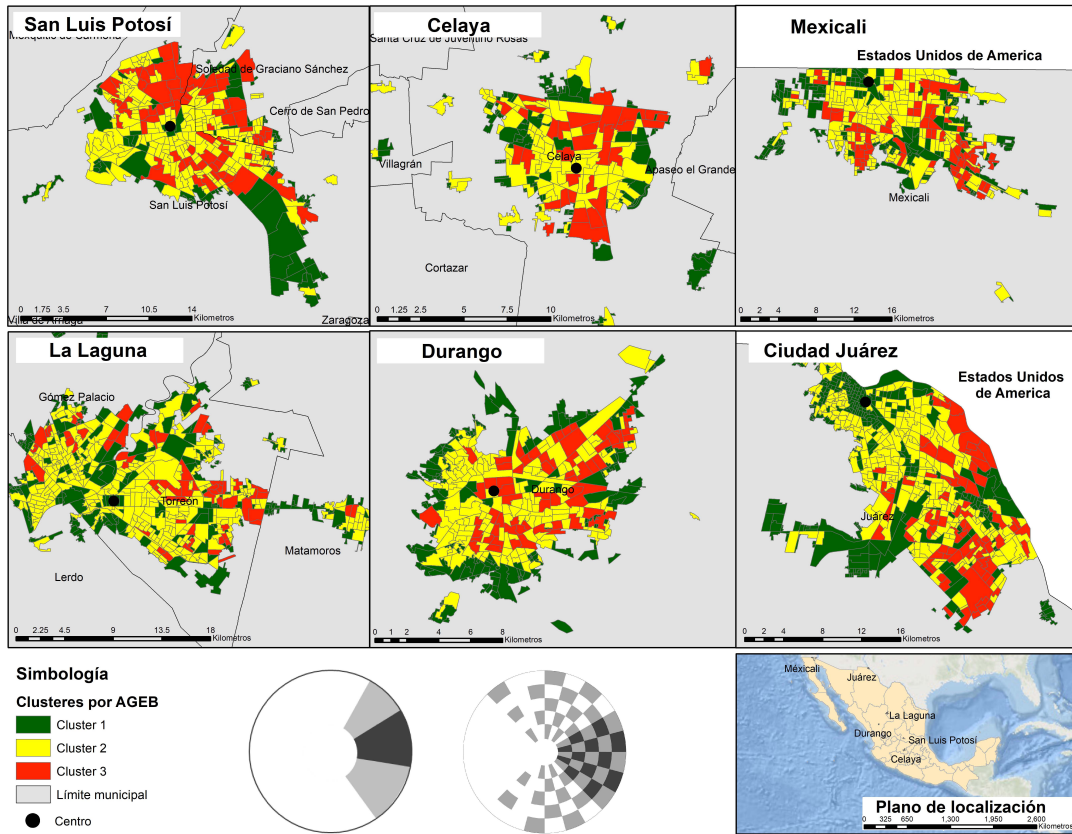 San Luis Potosí
Mexquitic de Carmona
Soledad de Graciano Sánchez
Cerro de San Pedro
San Luis Potosí
0 1.75 3.5 7 10.5 14
Kilometros
Villa de Arriaga
Zaragoza
Celaya
Santa Cruz de Juventino Rosas
Villagrán
Celaya
Apaseo el Grande
Cortazar
0 1.25 2.5 5 7.5 10
Kilometros
Mexicali
Estados Unidos de America
Mexicali
0 2 4 8 12 16
Kilometros
La Laguna
Gómez Palacio
Torreón
Matamoros
Lerdo
0 2.25 4.5 9 13.5 18
Kilometros
Durango
Durango
0 1 2 4 6 8
Kilometros
Ciudad Juárez
Estados Unidos
de America
Juárez
0 2 4 8 12 16
Kilometros
Simbología
Clusteres por AGEB
Cluster 1
Cluster 2
Cluster 3
Límite municipal
Centro
Méxicali
Juárez
La Laguna
Durango
San Luis Potosí
Celaya
Plano de localización
0 325 650 1,300 1,950 2,600
Kilometros